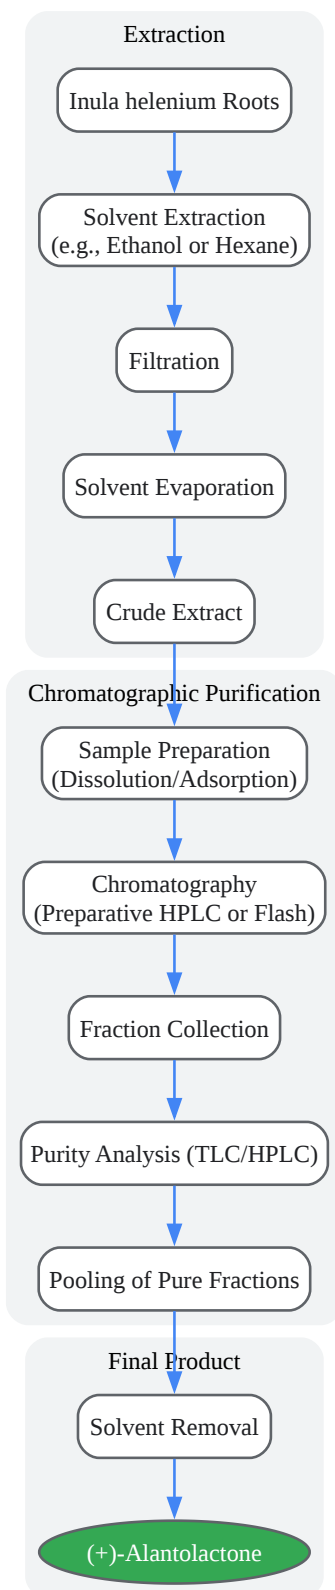 Extraction
Inula helenium Roots
Solvent Extraction
(e.g., Ethanol or Hexane)
Filtration
Solvent Evaporation
Crude Extract
Chromatographic Purification
Sample Preparation
(Dissolution/Adsorption)
Chromatography
(Preparative HPLC or Flash)
Fraction Collection
Purity Analysis (TLC/HPLC)
Pooling of Pure Fractions
Final Product
Solvent Removal
(+)-Alantolactone